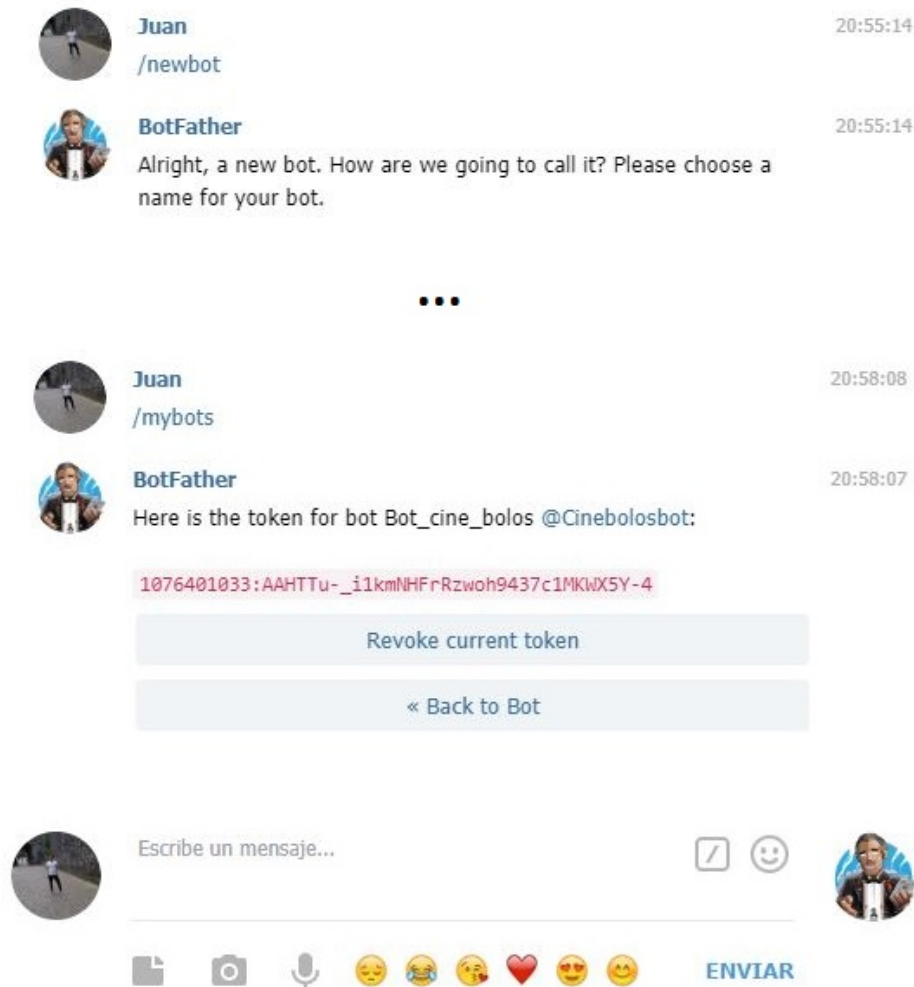 Juan 20:55:14
/newbot
BotFather 20:55:14
Alright, a new bot. How are we going to call it? Please choose a
name for your bot.
...
Juan 20:58:08
/mybots
BotFather 20:58:07
Here is the token for bot Bot_cine_bolos @Cinebolosbot:
1076401033:AAHTTu-_i1kmNHFrRzwoh9437c1MKWX5Y-4
Revoke current token
« Back to Bot
Escribe un mensaje...
ENVIAR